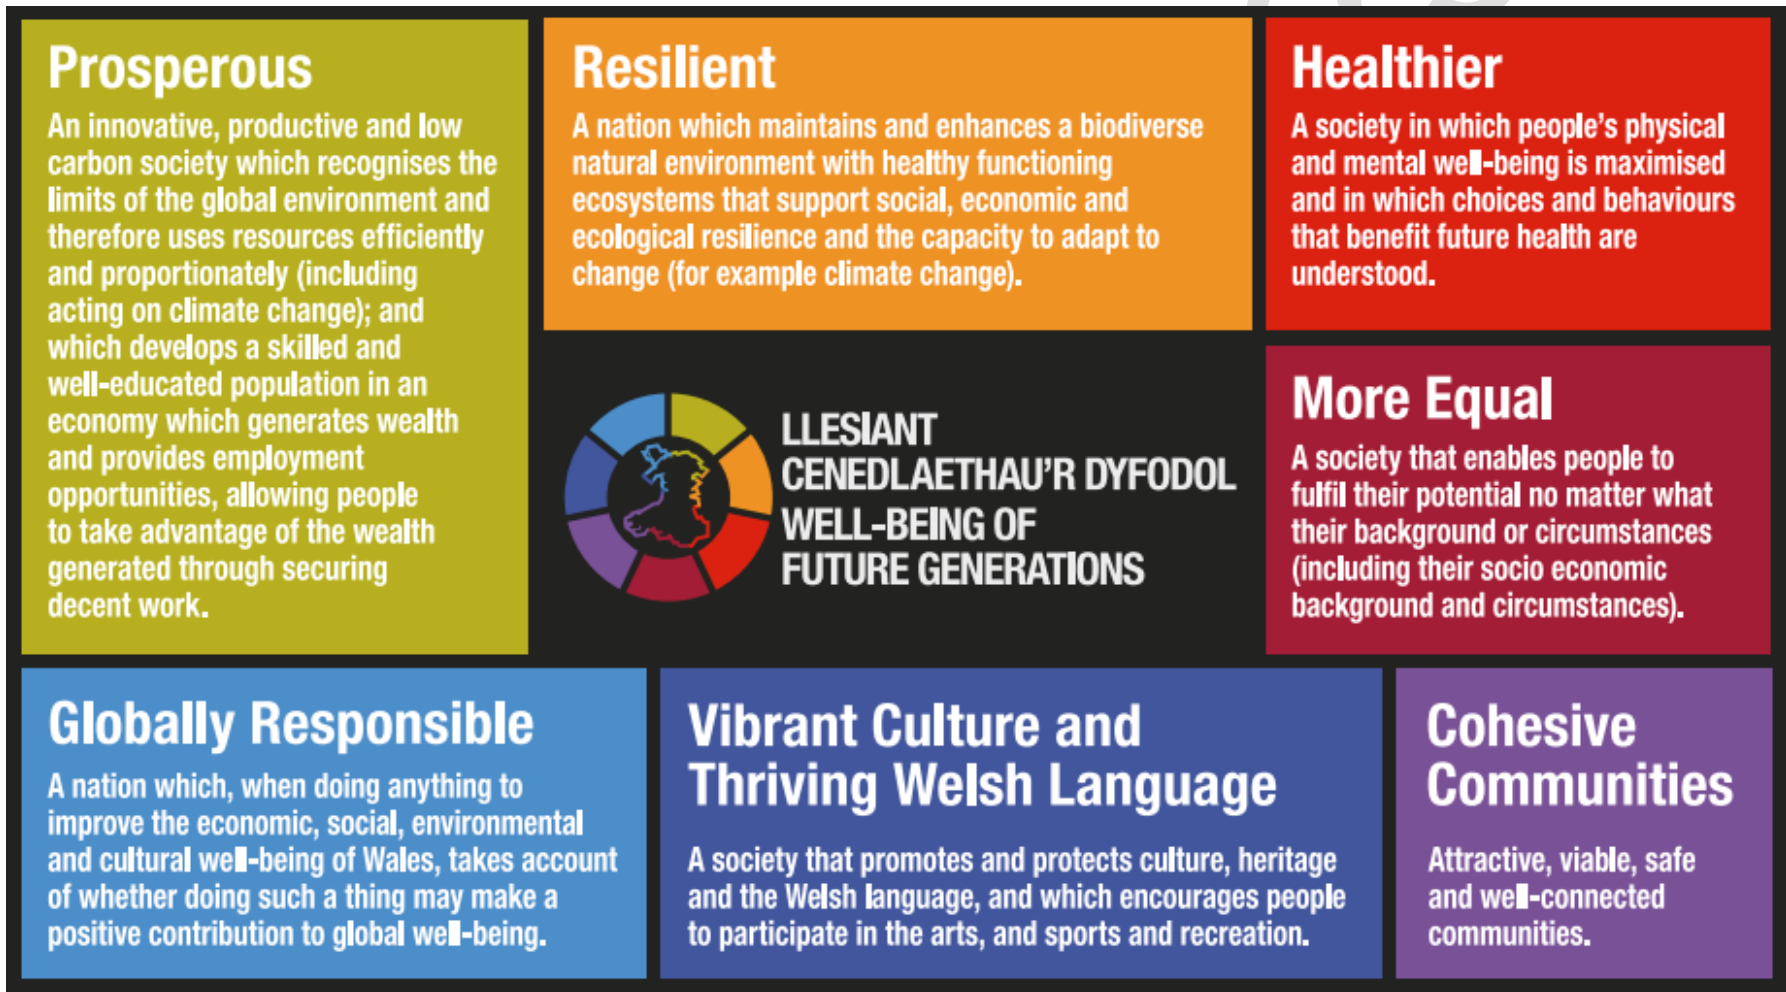 Prosperous
An innovative, productive and low
carbon society which recognises the
limits of the global environment and
therefore uses resources efficiently
and proportionately (including
acting on climate change); and
which develops a skilled and
well-educated population in an
economy which generates wealth
and provides employment
opportunities, allowing people
to take advantage of the wealth
generated through securing
decent work.
Resilient
A nation which maintains and enhances a biodiverse
natural environment with healthy functioning
ecosystems that support social, economic and
ecological resilience and the capacity to adapt to
change (for example climate change).
Healthier
A society in which people's physical
and mental well-being is maximised
and in which choices and behaviours
that benefit future health are
understood.
LLESIANT
CENEDLAETHAU'R DYFODOL
WELL-BEING OF
FUTURE GENERATIONS
More Equal
A society that enables people to
fulfil their potential no matter what
their background or circumstances
(including their socio economic
background and circumstances).
Globally Responsible
A nation which, when doing anything to
improve the economic, social, environmental
and cultural well-being of Wales, takes account
of whether doing such a thing may make a
positive contribution to global well-being.
Vibrant Culture and
Thriving Welsh Language
A society that promotes and protects culture, heritage
and the Welsh language, and which encourages people
to participate in the arts, and sports and recreation.
Cohesive
Communities
Attractive, viable, safe
and well-connected
communities.